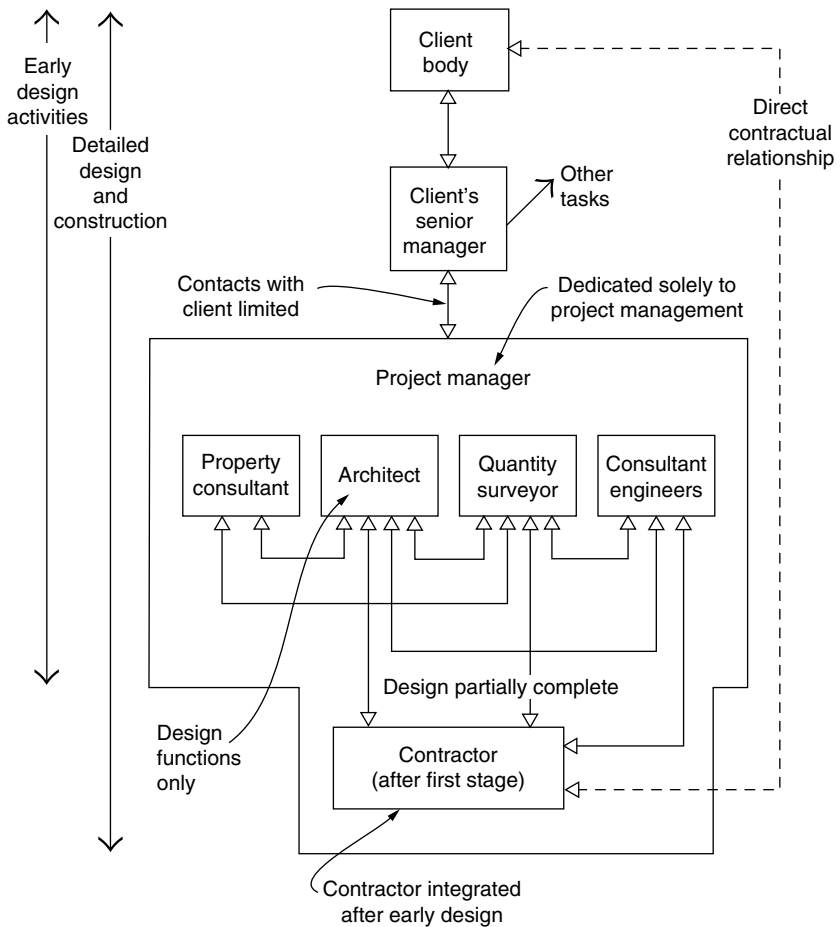 Client
body
Early
design
activities
Detailed
design
and
construction
Direct
contractual
relationship
Client's
senior
manager
Other
tasks
Contacts with
client limited
Dedicated solely to
project management
Project manager
Property
consultant
Architect
Quantity
surveyor
Consultant
engineers
Design partially complete
Design
functions
only
Contractor
(after first stage)
Contractor integrated
after early design